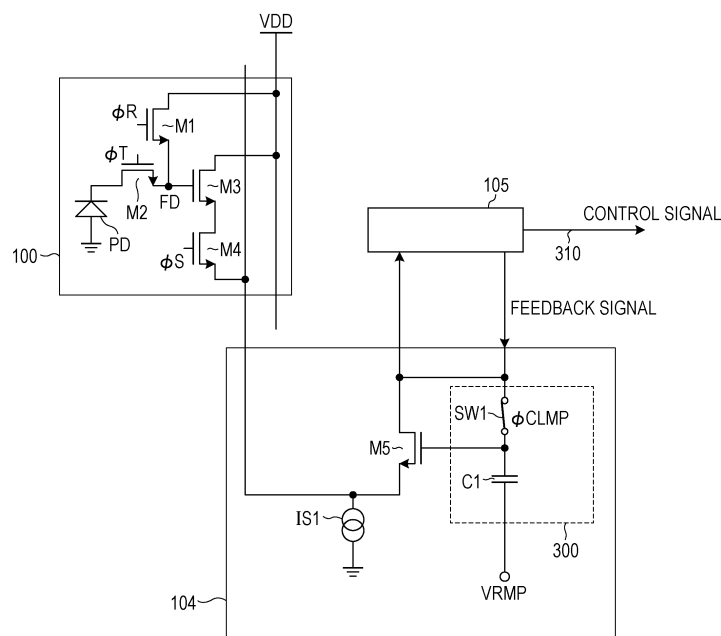 VDD
ϕR
M1
ϕT
M2
FD
M3
PD
100
ϕS
M4
105
CONTROL SIGNAL
310
FEEDBACK SIGNAL
SW1
ϕCLMP
M5
C1
IS1
300
VRMP
104